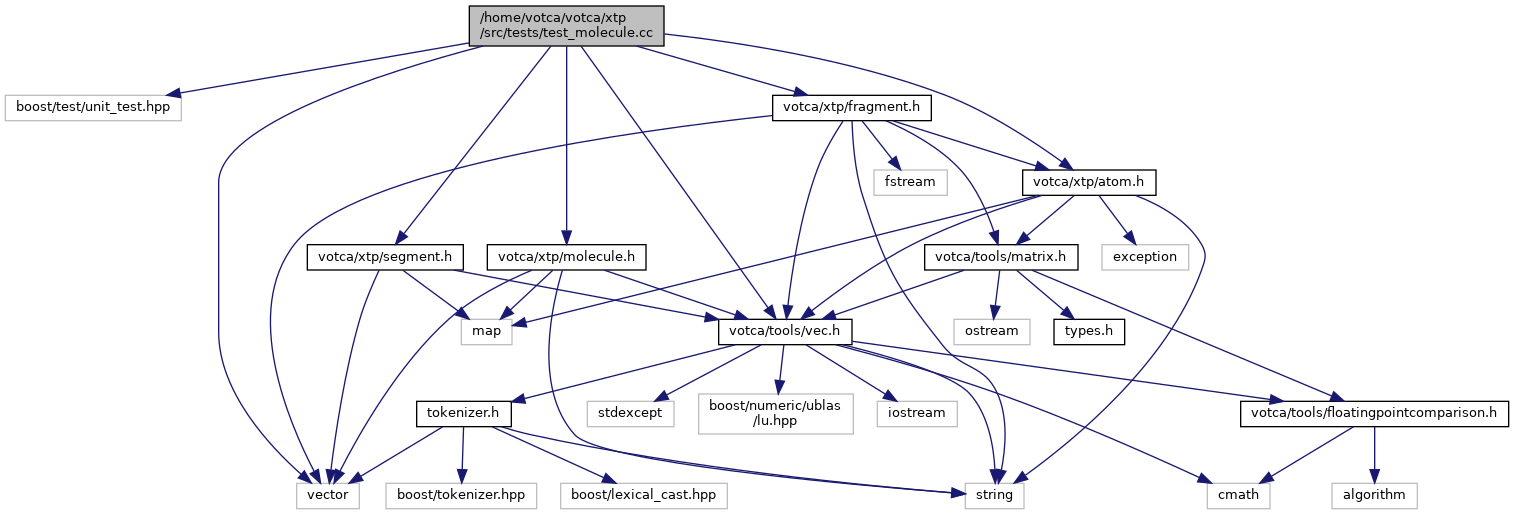 /home/votca/votca/xtp
/src/tests/test_molecule.cc
boost/test/unit_test.hpp
votca/xtp/fragment.h
fstream
votca/xtp/atom.h
votca/xtp/segment.h
votca/xtp/molecule.h
votca/tools/matrix.h
exception
map
votca/tools/vec.h
ostream
types.h
tokenizer.h
stdexcept
boost/numeric/ublas
/lu.hpp
iostream
votca/tools/floatingpointcomparison.h
vector
boost/tokenizer.hpp
boost/lexical_cast.hpp
string
cmath
algorithm